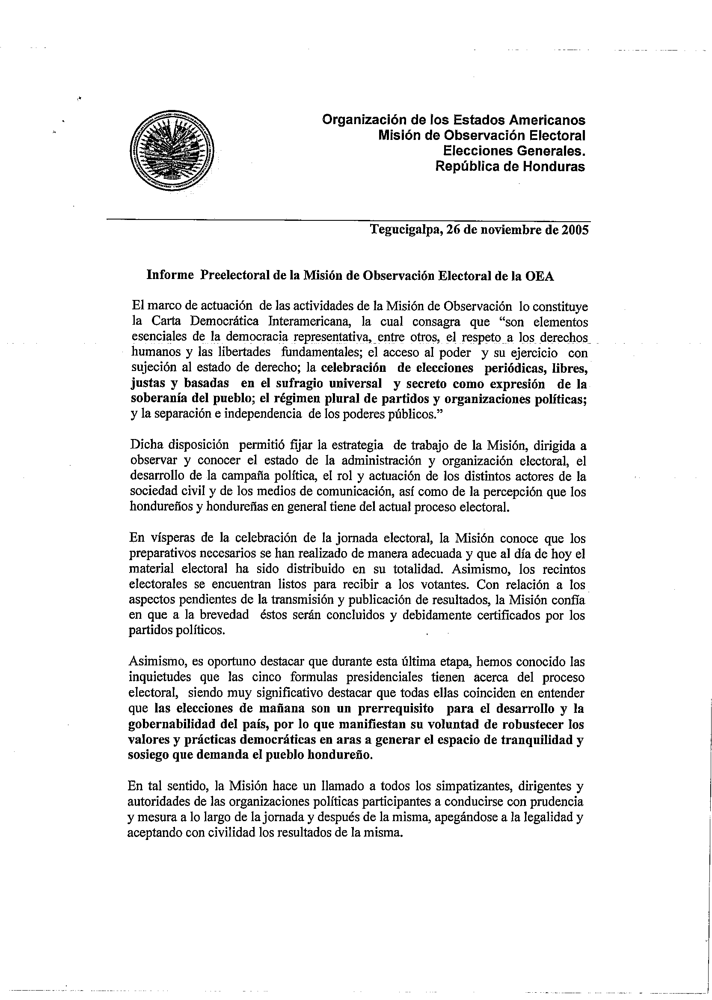 Organización de los Estados Americanos
Misión de Observación Electoral
Elecciones Generales.
República de Honduras
Tegucigalpa, 26 de noviembre de 2005
Informe Preelectoral de la Misión de Observación Electoral de la OEA
El marco de actuación de las actividades de la Misión de Observación lo constituye
la Carta Democrática Interamericana, la cual consagra que “son elementos
esenciales de la democracia representativa, entre otros, el respeto a los derechos
humanos y las libertades fundamentales; el acceso al poder y su ejercicio con
sujeción al estado de derecho; la celebración de elecciones periódicas, libres,
justas y basadas en el sufragio universal y secreto como expresión de la
soberanía del pueblo; el régimen plural de partidos y organizaciones políticas;
y la separación e independencia de los poderes públicos.”
Dicha disposición permitió fijar la estrategia de trabajo de la Misión, dirigida a
observar y conocer el estado de la administración y organización electoral, el
desarrollo de la campaña política, el rol y actuación de los distintos actores de la
sociedad civil y de los medios de comunicación, así como de la percepción que los
hondureños y hondureñas en general tiene del actual proceso electoral.
En vísperas de la celebración de la jornada electoral, la Misión conoce que los
preparativos necesarios se han realizado de manera adecuada y que al día de hoy el
material electoral ha sido distribuido en su totalidad. Asimismo, los recintos
electorales se encuentran listos para recibir a los votantes. Con relación a los
aspectos pendientes de la transmisión y publicación de resultados, la Misión confía
en que a la brevedad éstos serán concluidos y debidamente certificados por los
partidos políticos.
Asimismo, es oportuno destacar que durante esta última etapa, hemos conocido las
inquietudes que las cinco formulas presidenciales tienen acerca del proceso
electoral, siendo muy significativo destacar que todas ellas coinciden en entender
que las elecciones de mañana son un prerrequisito para el desarrollo y la
gobernabilidad del país, por lo que manifiestan su voluntad de robustecer los
valores y prácticas democráticas en aras a generar el espacio de tranquilidad y
sosiego que demanda el pueblo hondureño.
En tal sentido, la Misión hace un llamado a todos los simpatizantes, dirigentes y
autoridades de las organizaciones políticas participantes a conducirse con prudencia
y mesura a lo largo de la jornada y después de la misma, apegándose a la legalidad y
aceptando con civilidad los resultados de la misma.